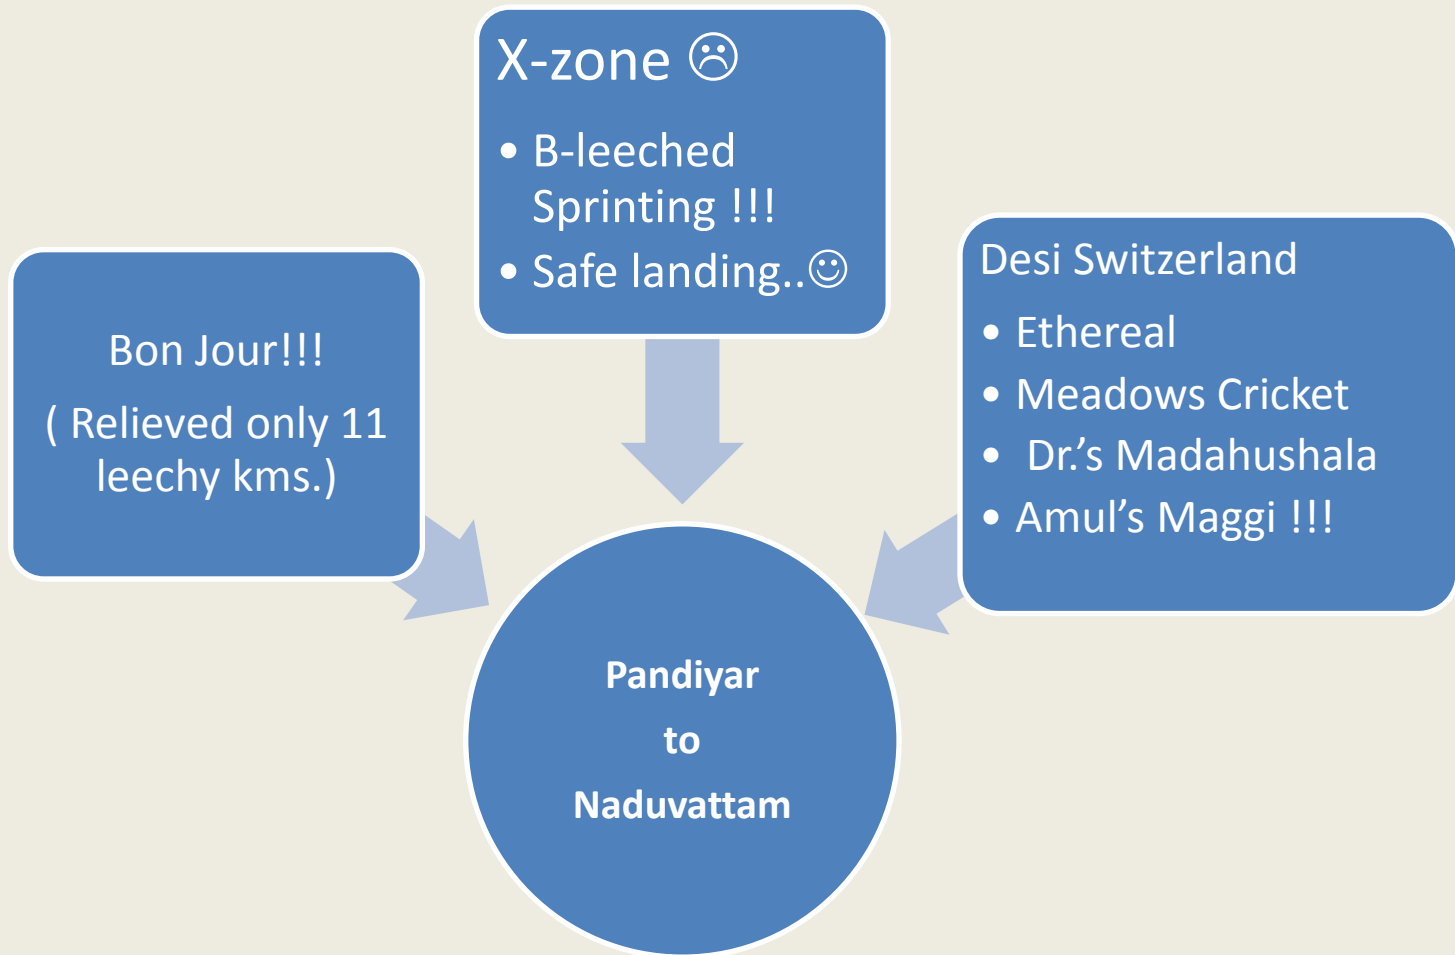 Bon Jour!!!
( Relieved only 11
leechy kms.)
X-zone ☹
• B-leeched
Sprinting !!!
• Safe landing..☺
Desi Switzerland
• Ethereal
• Meadows Cricket
• Dr.'s Madahushala
• Amul's Maggi !!!
Pandiyar
to
Naduvattam